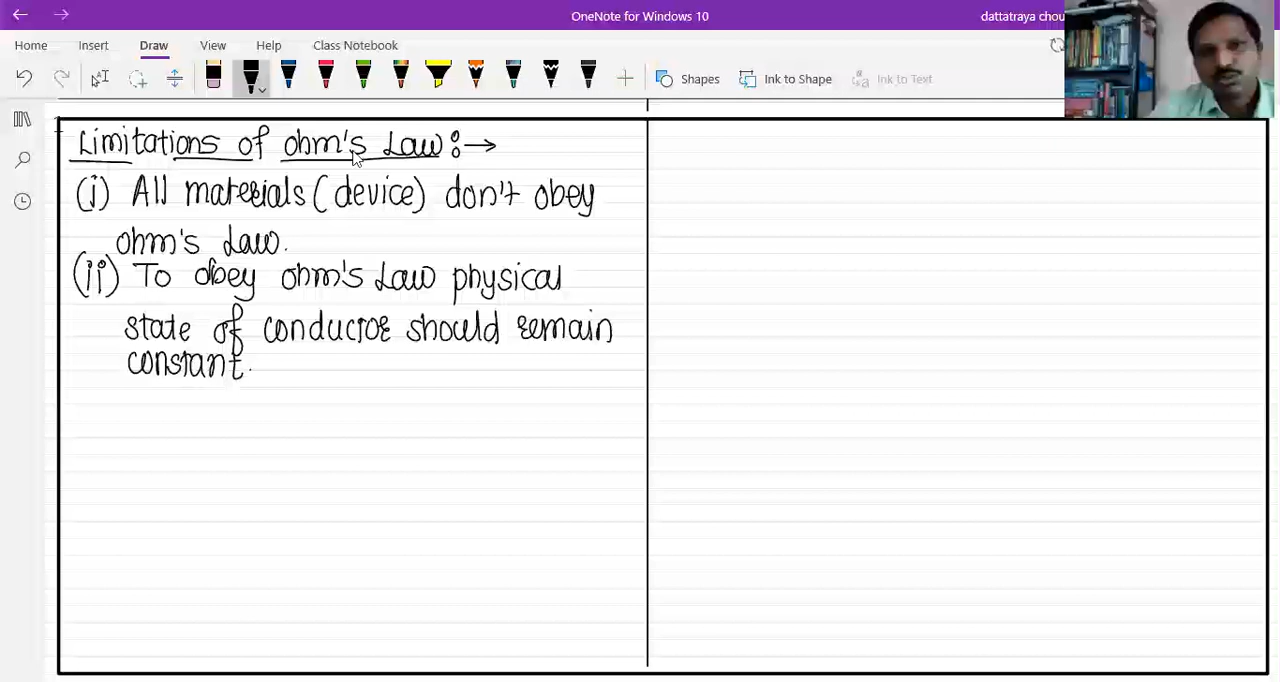 OneNote for Windows 10
dattatraya chou
Home Insert Draw View Help Class Notebook
Shapes Ink to Shape Ink to Text
Limitations of ohm's Law :→
(i) All materials (device) don't obey
ohm's Law.
(ii) To obey ohm's Law physical
state of conductor should remain
constant.